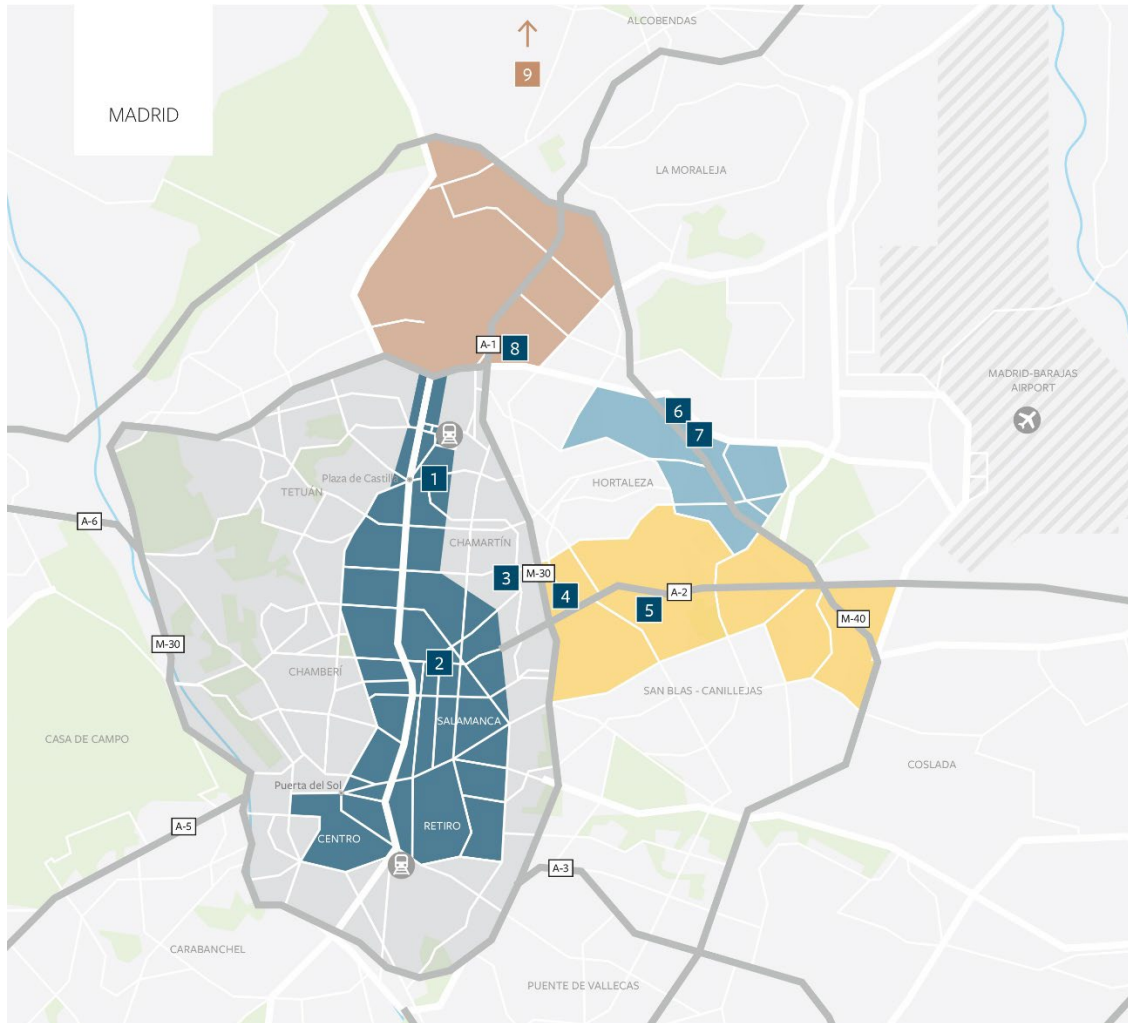 ALCOBENDAS
9
MADRID
LA MORALEJA
A-1
8
MADRID-BARAJAS
AIRPORT
6
7
Plaza de Castilla
1
HORTALEZA
TETUÁN
A-6
CHAMARTÍN
3
M-30
4
A-2
5
M-40
M-30
2
CHAMBERÍ
SAN BLAS - CANILLEJAS
SALAMANCA
CASA DE CAMPO
COSLADA
Puerta del Sol
A-5
CENTRO
RETIRO
A-3
CARABANCHEL
PUENTE DE VALLECAS